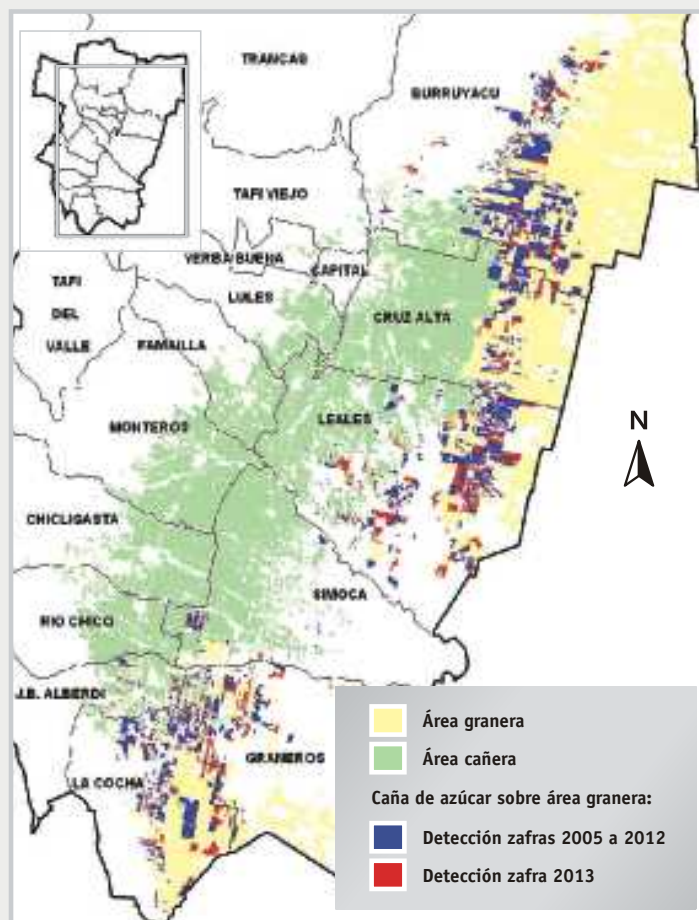 TRANCAS
BURRUYACU
TAFI VIEJO
YERBA BUENA
CAPITAL
TAFI
DEL
VALLE
LULES
CRUZ ALTA
FAMAILLA
LEALES
MONTEROS
N
CHICLIGASTA
SIMOCA
RIO CHICO
J.B. ALBERDI
GRANEROS
LA COCHA
Área granera
Área cañera
Caña de azúcar sobre área granera:
Detección zafras 2005 a 2012
Detección zafra 2013